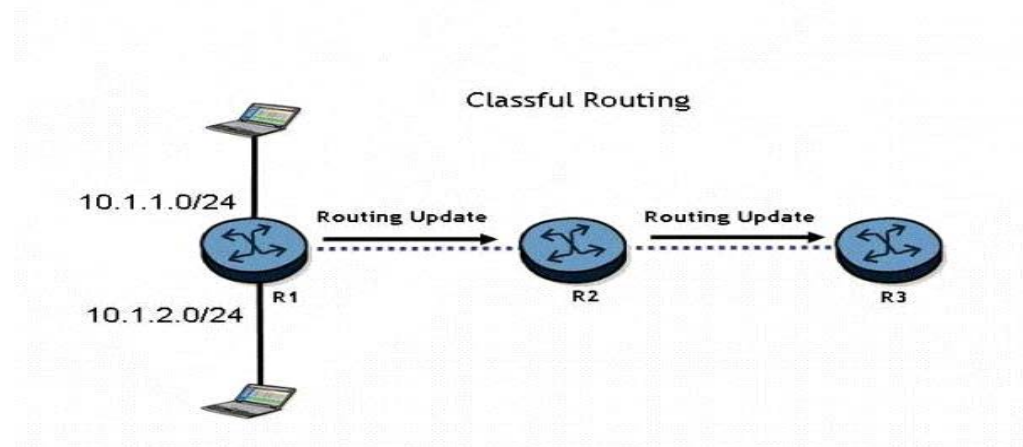 Classful Routing
10.1.1.0/24
Routing Update
Routing Update
R1
R2
R3
10.1.2.0/24